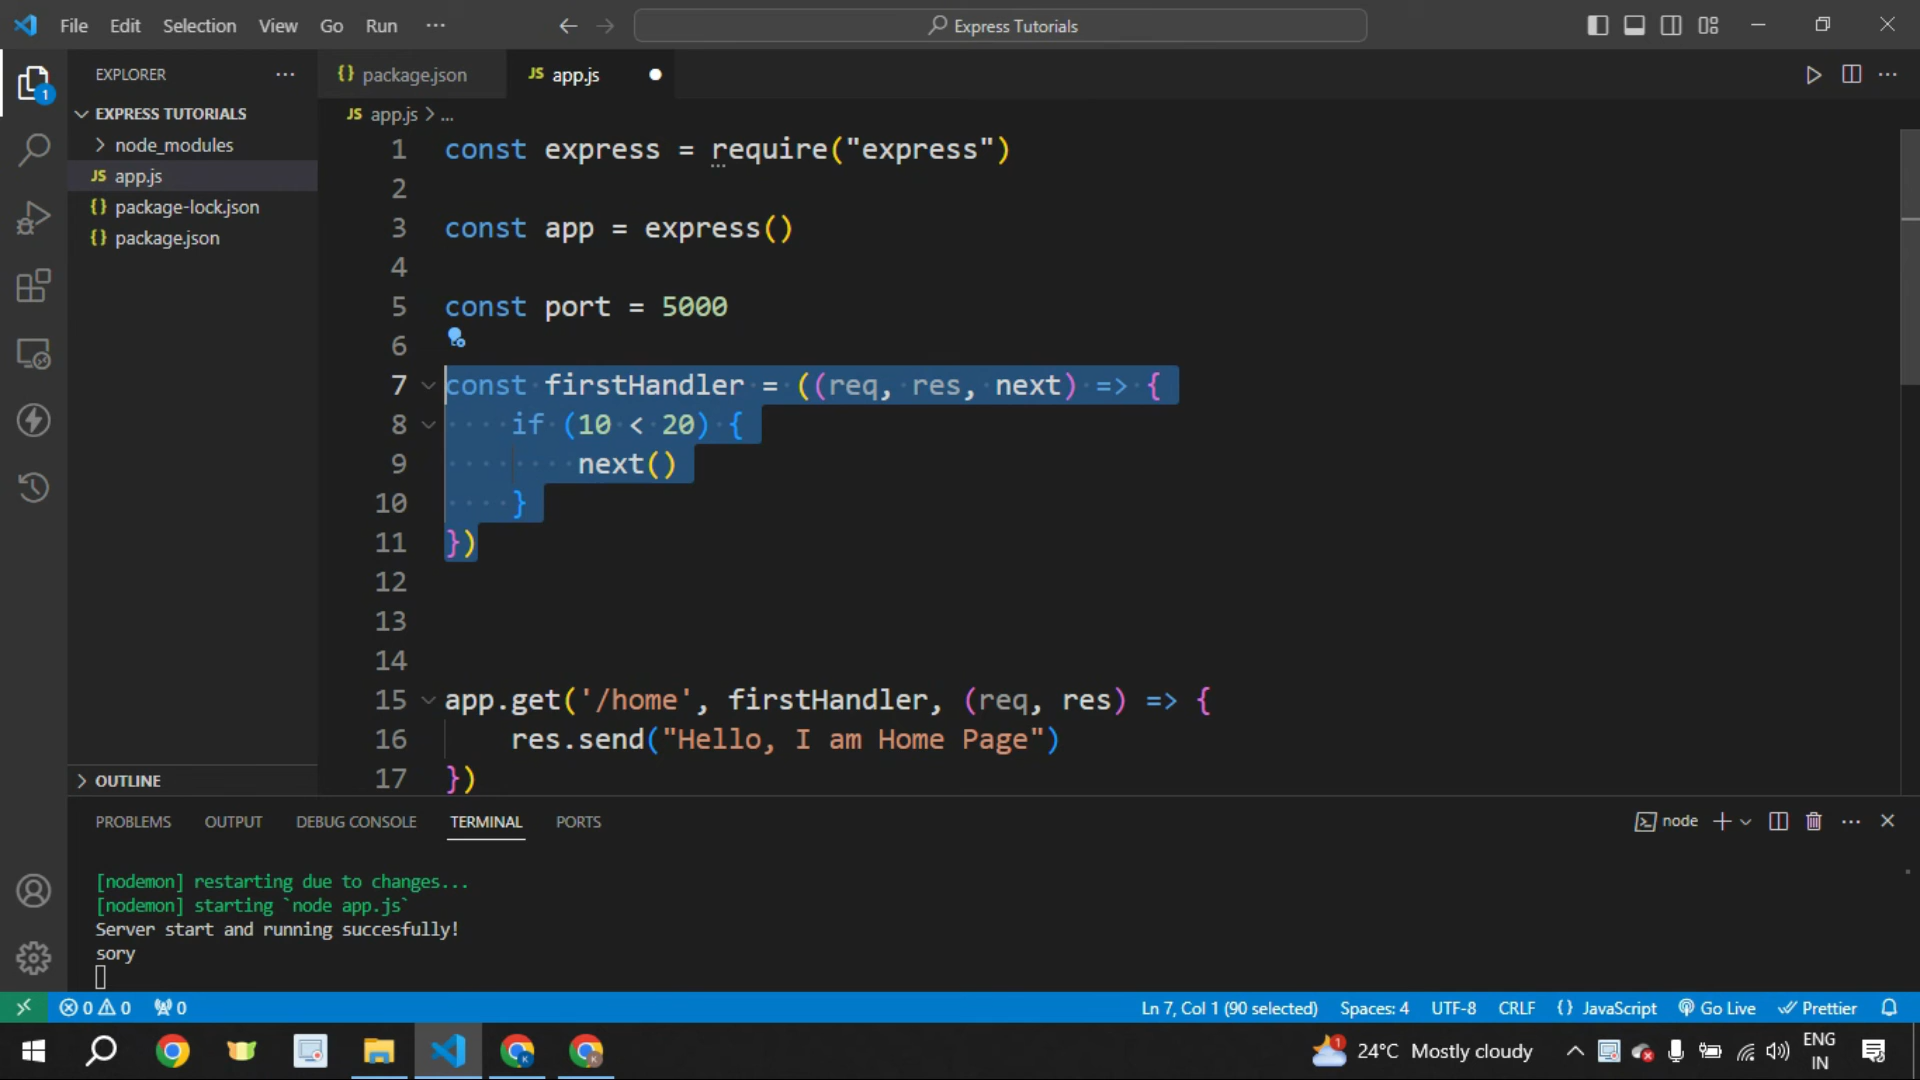 File Edit Selection View Go Run ... Express Tutorials
EXPLORER ...
package.json
JS app.js
EXPRESS TUTORIALS
node_modules
JS app.js
{} package-lock.json
{} package.json
OUTLINE
JS app.js > ...
1 const express = require("express")
2
3 const app = express()
4
5 const port = 5000
6
7 const firstHandler = ((req, res, next) => {
8 if (10 < 20) {
9 next()
10 }
11 })
12
13
14
15 app.get('/home', firstHandler, (req, res) => {
16 res.send("Hello, I am Home Page")
17 })
PROBLEMS OUTPUT DEBUG CONSOLE TERMINAL PORTS
node
[nodemon] restarting due to changes...
[nodemon] starting `node app.js`
Server start and running succesfully!
sory
0 0 0 Ln 7, Col 1 (90 selected) Spaces: 4 UTF-8 CRLF {} JavaScript Go Live Prettier
24°C Mostly cloudy
ENG
IN